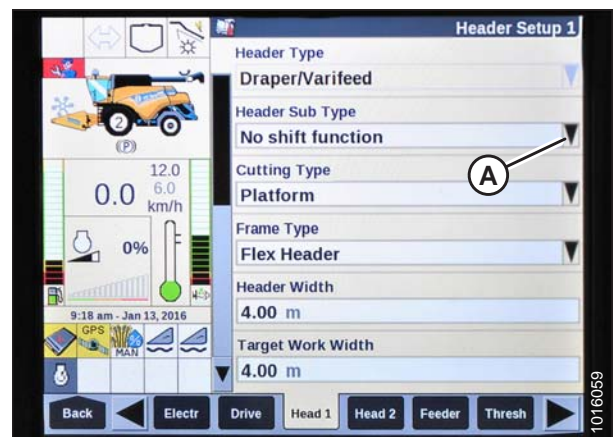 Header Setup 1
Header Type
Draper/Varifeed
Header Sub Type
No shift function
A
Cutting Type
Platform
Frame Type
Flex Header
Header Width
4.00 m
Target Work Width
4.00 m
2
(P)
12.0
0.0 6.0
km/h
0%
9:18 am - Jan 13, 2016
GPS
MAN
Back Electr Drive Head 1 Head 2 Feeder Thresh
1016059